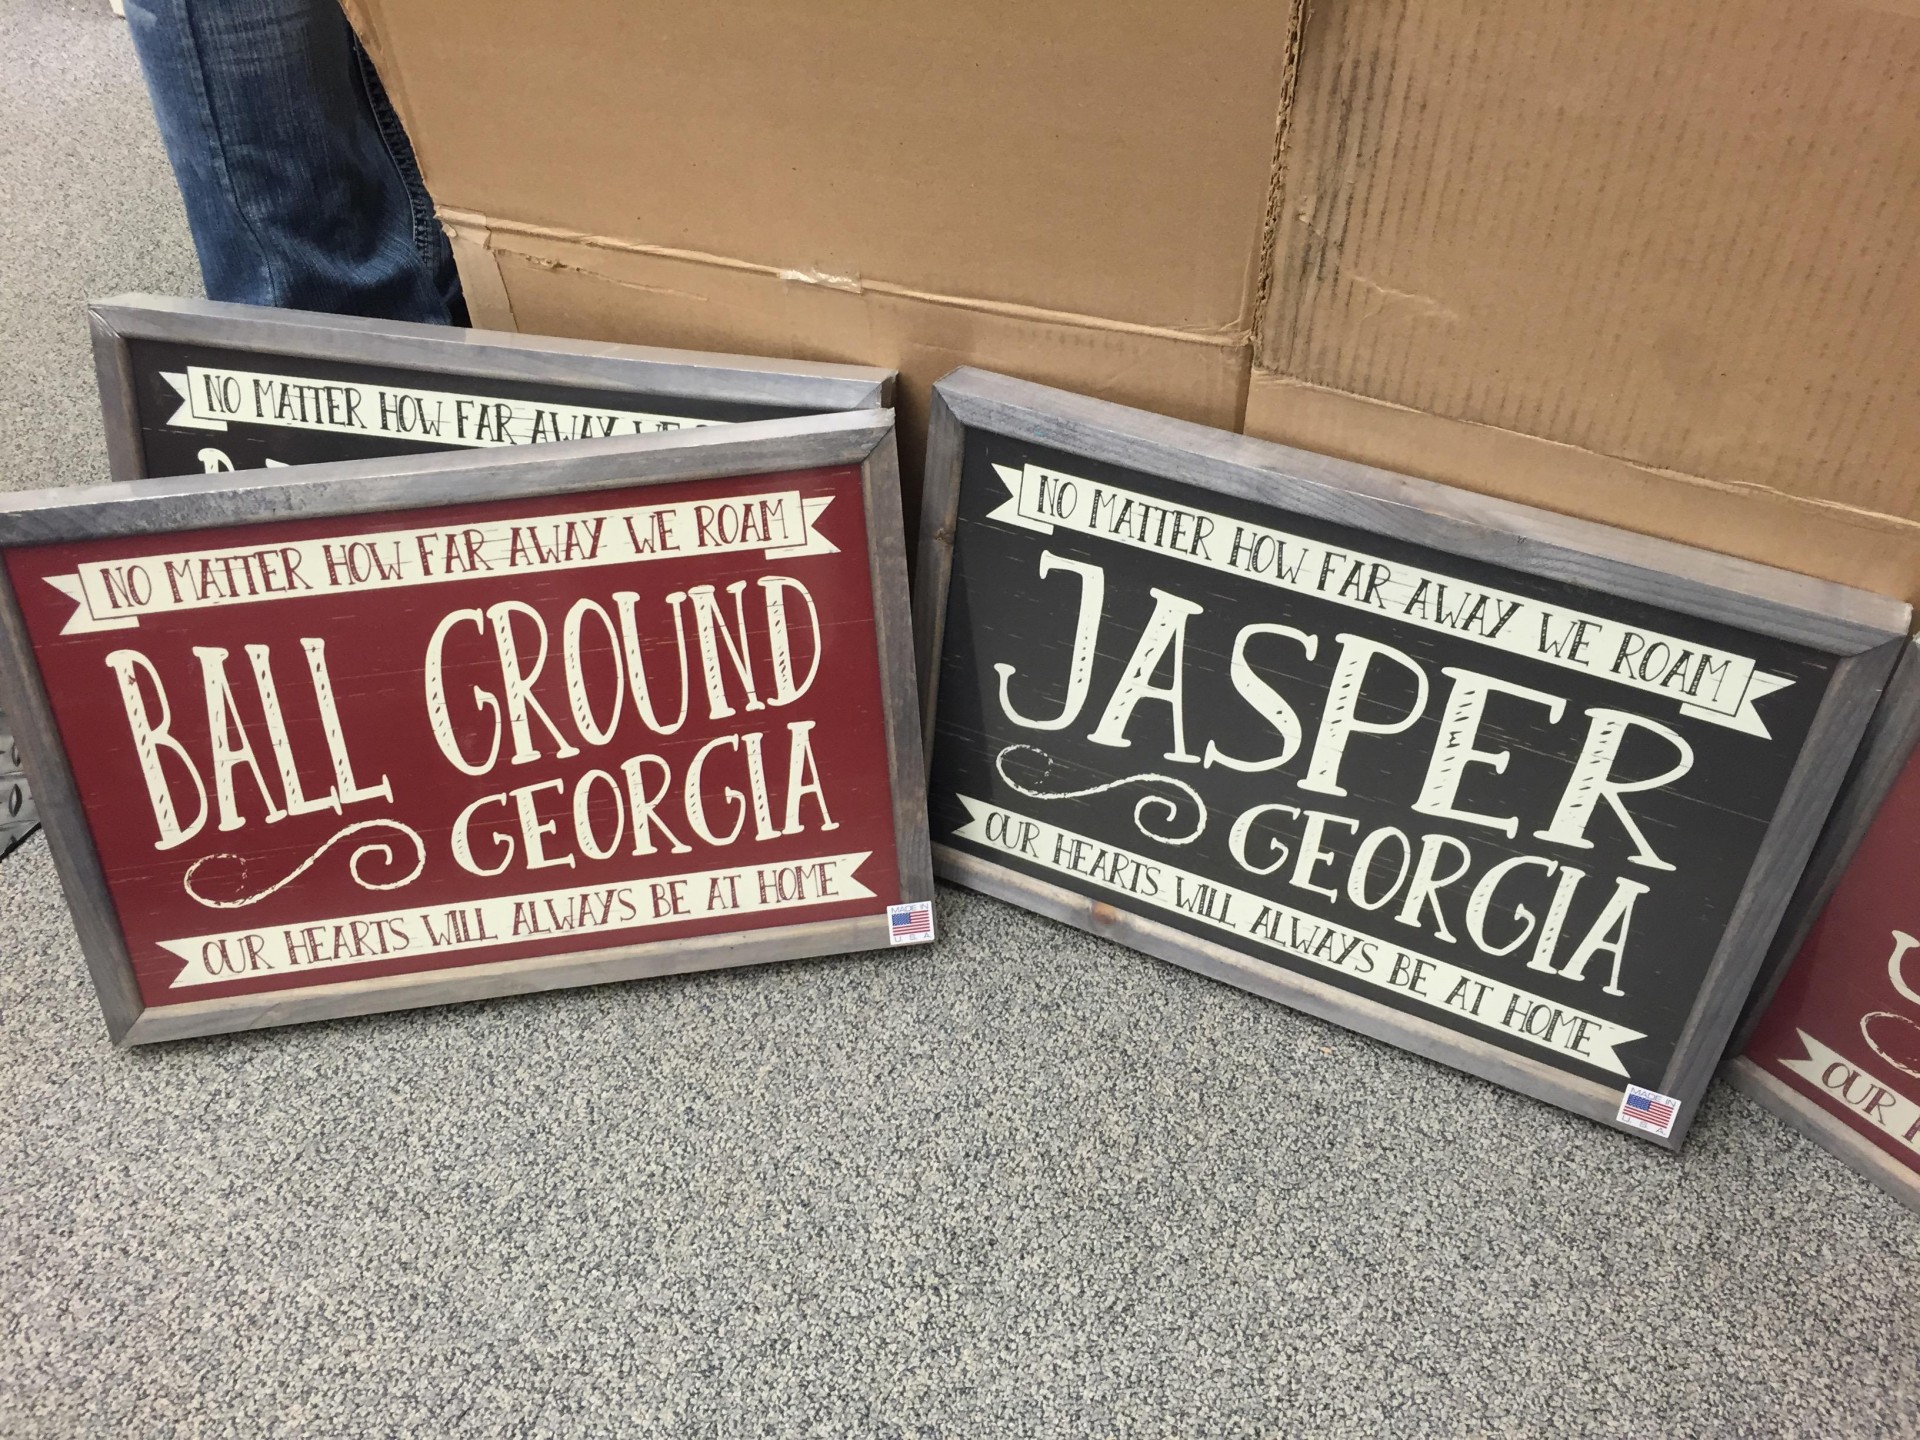 NO MATTER HOW FAR AWAY WE
NO MATTER HOW FAR AWAY WE ROAM
BALL GROUND
GEORGIA
OUR HEARTS WILL ALWAYS BE AT HOME
MADE IN
U.S.A.
NO MATTER HOW FAR AWAY WE ROAM
JASPER
GEORGIA
OUR HEARTS WILL ALWAYS BE AT HOME
MADE IN
U.S.A.
OUR